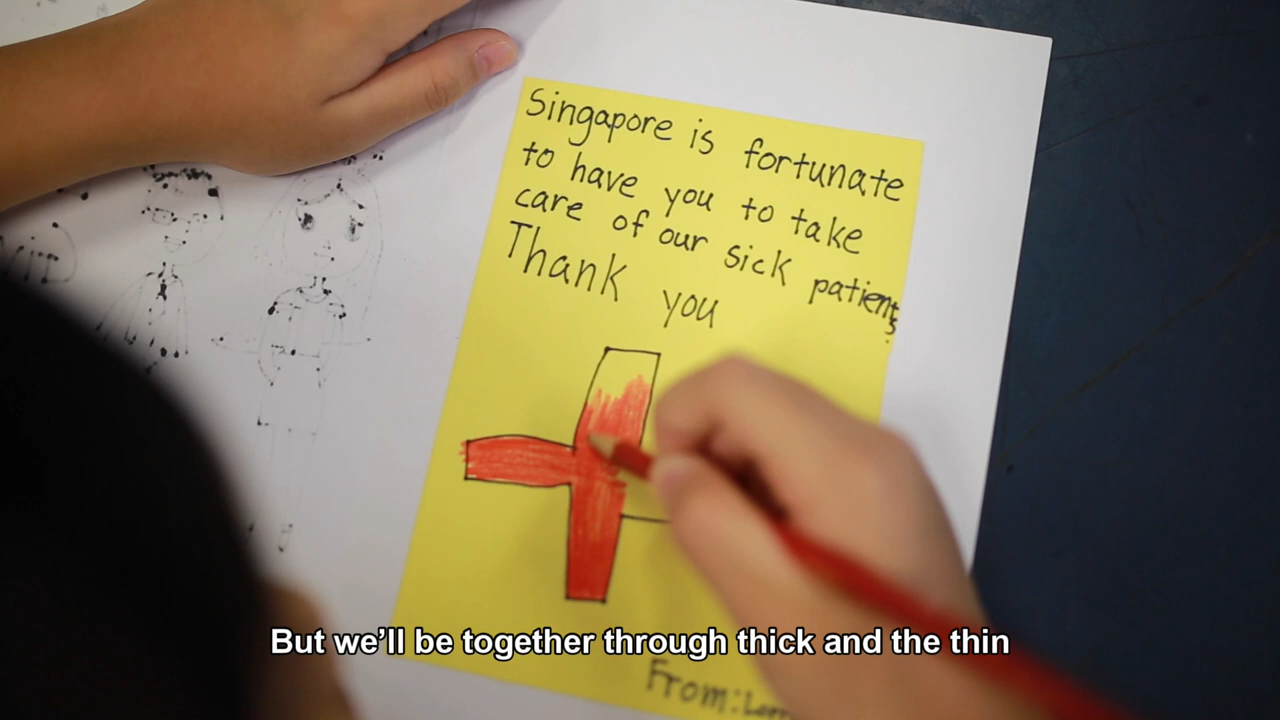 Singapore is fortunate
to have you to take
care of our sick patients.
Thank you
But we’ll be together through thick and the thin
From: